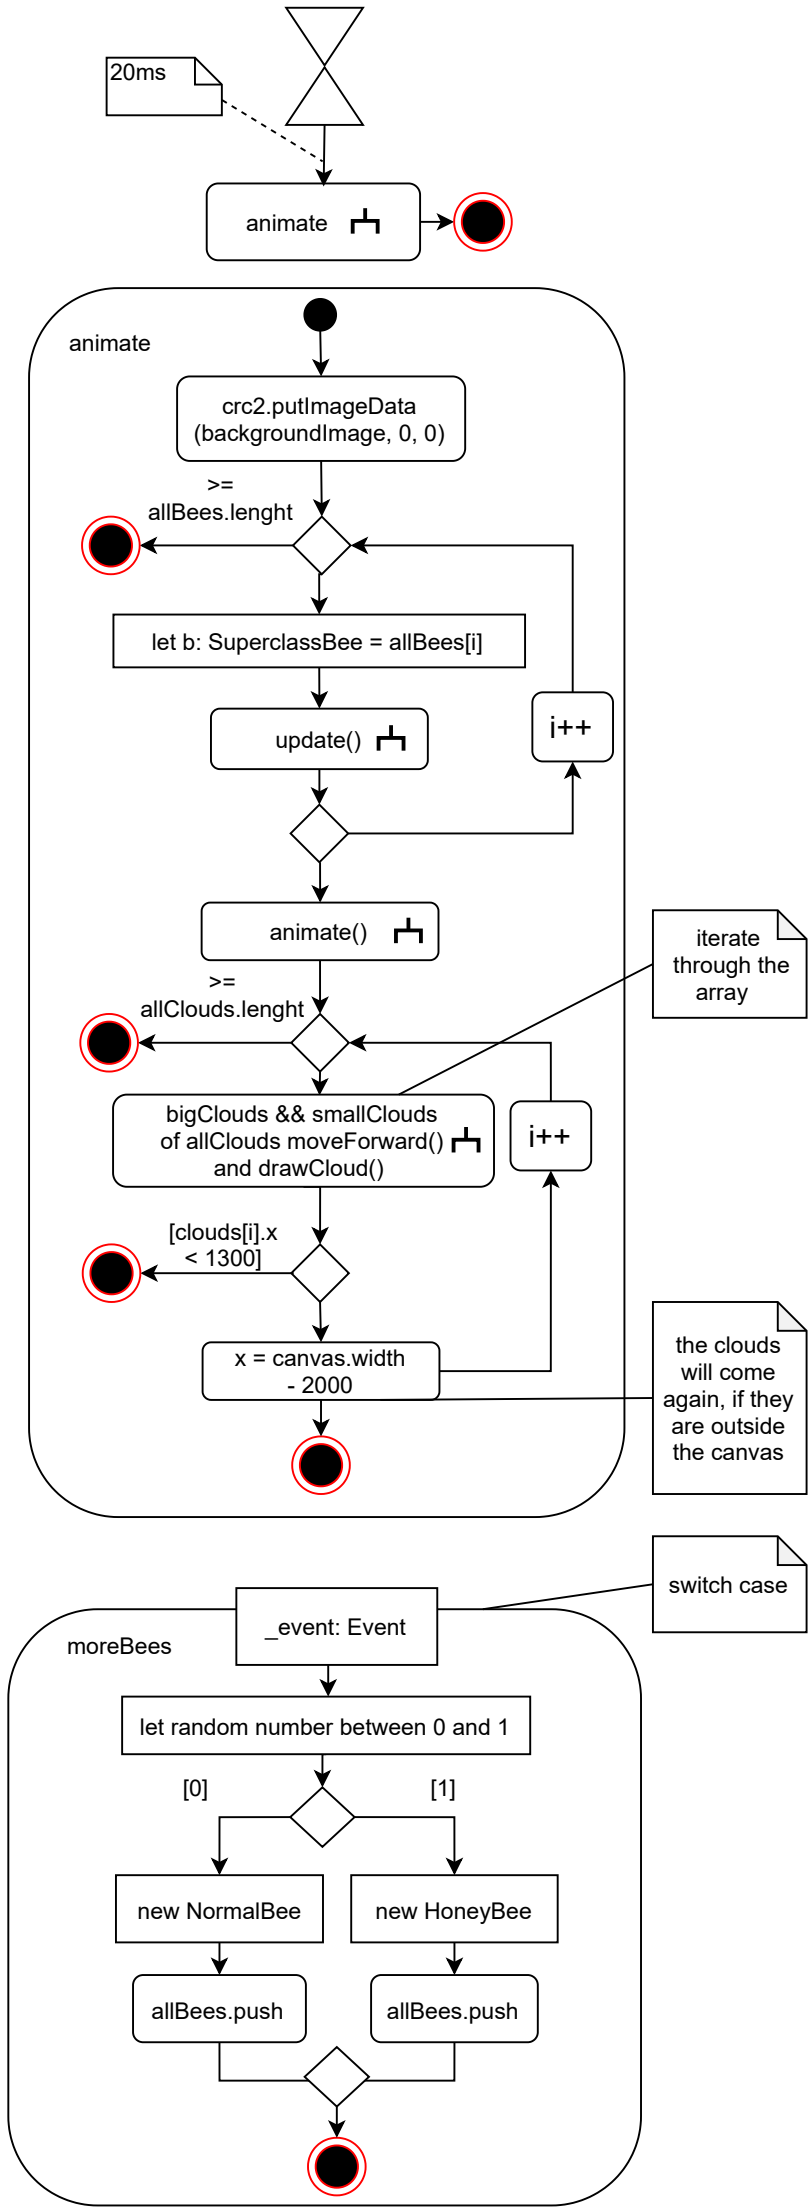 20ms
animate
animate
crc2.putImageData
(backgroundImage, 0, 0)
>=
allBees.lenght
let b: SuperclassBee = allBees[i]
i++
update()
animate()
iterate
through the
array
>=
allClouds.lenght
bigClouds && smallClouds
of allClouds moveForward()
and drawCloud()
i++
[clouds[i].x
< 1300]
x = canvas.width
- 2000
the clouds
will come
again, if they
are outside
the canvas
switch case
_event: Event
moreBees
let random number between 0 and 1
[0]
[1]
new NormalBee
new HoneyBee
allBees.push
allBees.push